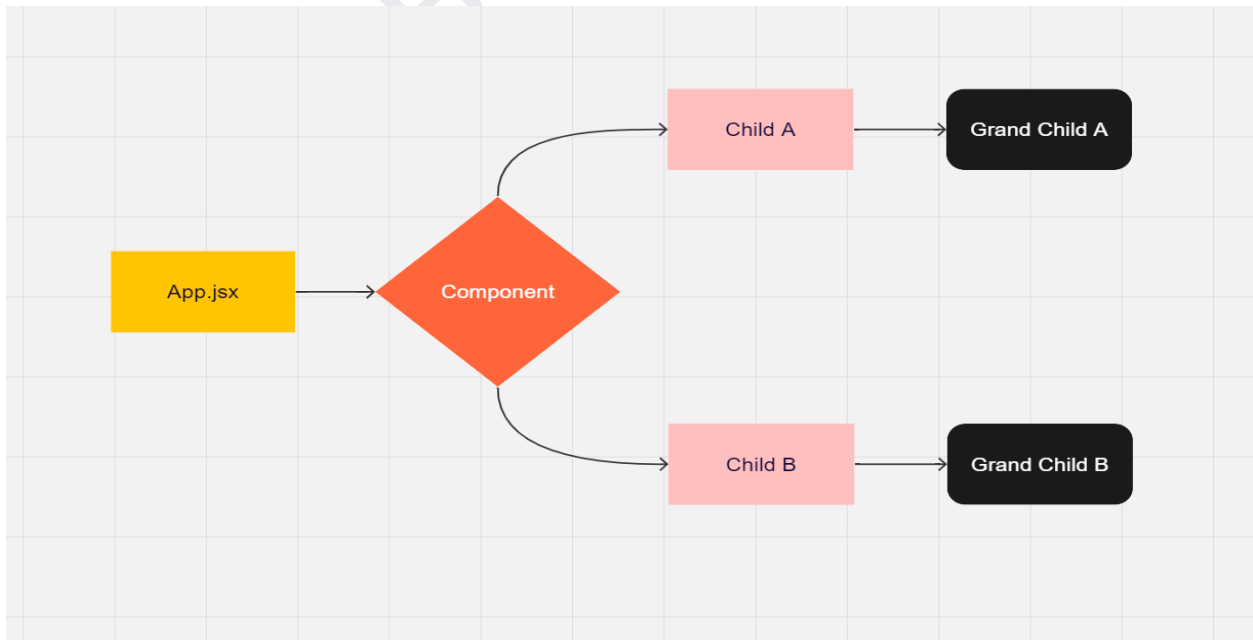 Child A
Grand Child A
App.jsx
Component
Child B
Grand Child B